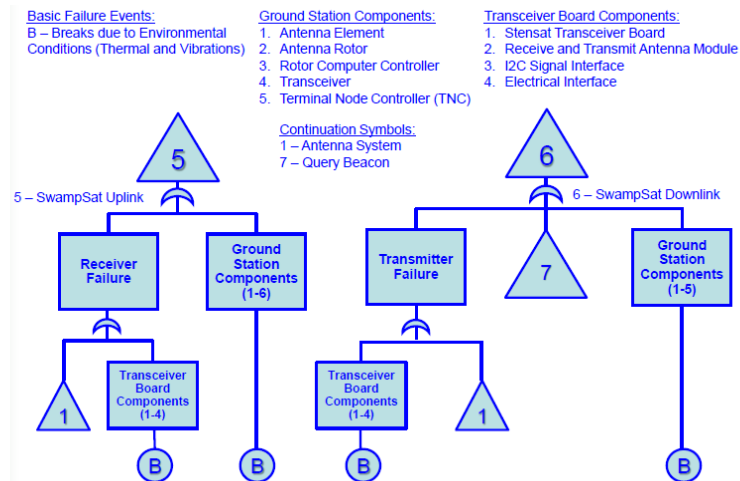 Basic Failure Events:
B – Breaks due to Environmental
Conditions (Thermal and Vibrations)
Ground Station Components:
1. Antenna Element
2. Antenna Rotor
3. Rotor Computer Controller
4. Transceiver
5. Terminal Node Controller (TNC)
Transceiver Board Components:
1. Stensat Transceiver Board
2. Receive and Transmit Antenna Module
3. I2C Signal Interface
4. Electrical Interface
Continuation Symbols:
1 – Antenna System
7 – Query Beacon
5
5 – SwampSat Uplink
Receiver
Failure
Ground
Station
Components
(1-6)
1
Transceiver
Board
Components
(1-4)
B
B
6
6 – SwampSat Downlink
Transmitter
Failure
7
Ground
Station
Components
(1-5)
Transceiver
Board
Components
(1-4)
1
B
B